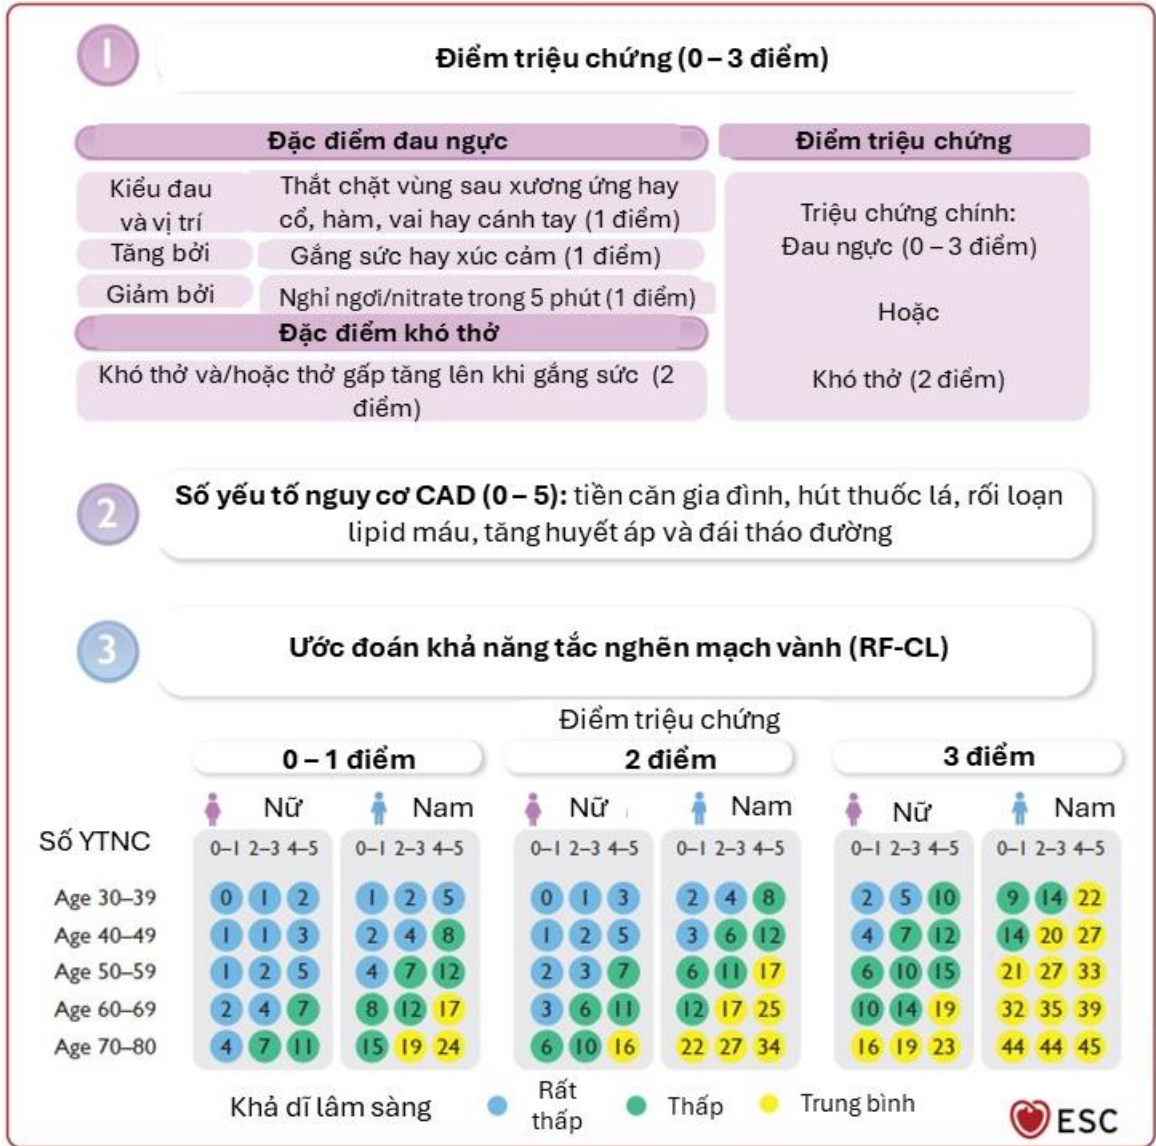 1
Điểm triệu chứng (0 – 3 điểm)
Đặc điểm đau ngực
Điểm triệu chứng
Kiểu đau
và vị trí
Thắt chặt vùng sau xương ứng hay
cổ, hàm, vai hay cánh tay (1 điểm)
Tăng bởi
Gắng sức hay xúc cảm (1 điểm)
Giảm bởi
Nghỉ ngơi/nitrate trong 5 phút (1 điểm)
Đặc điểm khó thở
Khó thở và/hoặc thở gấp tăng lên khi gắng sức (2
điểm)
Triệu chứng chính:
Đau ngực (0 – 3 điểm)
Hoặc
Khó thở (2 điểm)
2
Số yếu tố nguy cơ CAD (0 – 5): tiền căn gia đình, hút thuốc lá, rối loạn
lipid máu, tăng huyết áp và đái tháo đường
3
Ước đoán khả năng tắc nghẽn mạch vành (RF-CL)
Điểm triệu chứng
0 – 1 điểm 2 điểm 3 điểm
Nữ Nam Nữ Nam Nữ Nam
Số YTNC
0–1 2–3 4–5 0–1 2–3 4–5 0–1 2–3 4–5 0–1 2–3 4–5 0–1 2–3 4–5 0–1 2–3 4–5
Age 30–39 0 1 2 1 2 5 0 1 3 2 4 8 2 5 10 9 14 22
Age 40–49 1 1 3 2 4 8 1 2 5 3 6 12 4 7 12 14 20 27
Age 50–59 1 2 5 4 7 12 2 3 7 6 11 17 6 10 15 21 27 33
Age 60–69 2 4 7 8 12 17 3 6 11 12 17 25 10 14 19 32 35 39
Age 70–80 4 7 11 15 19 24 6 10 16 22 27 34 16 19 23 44 44 45
Khả dĩ lâm sàng
Rất
thấp
Thấp
Trung bình
ESC